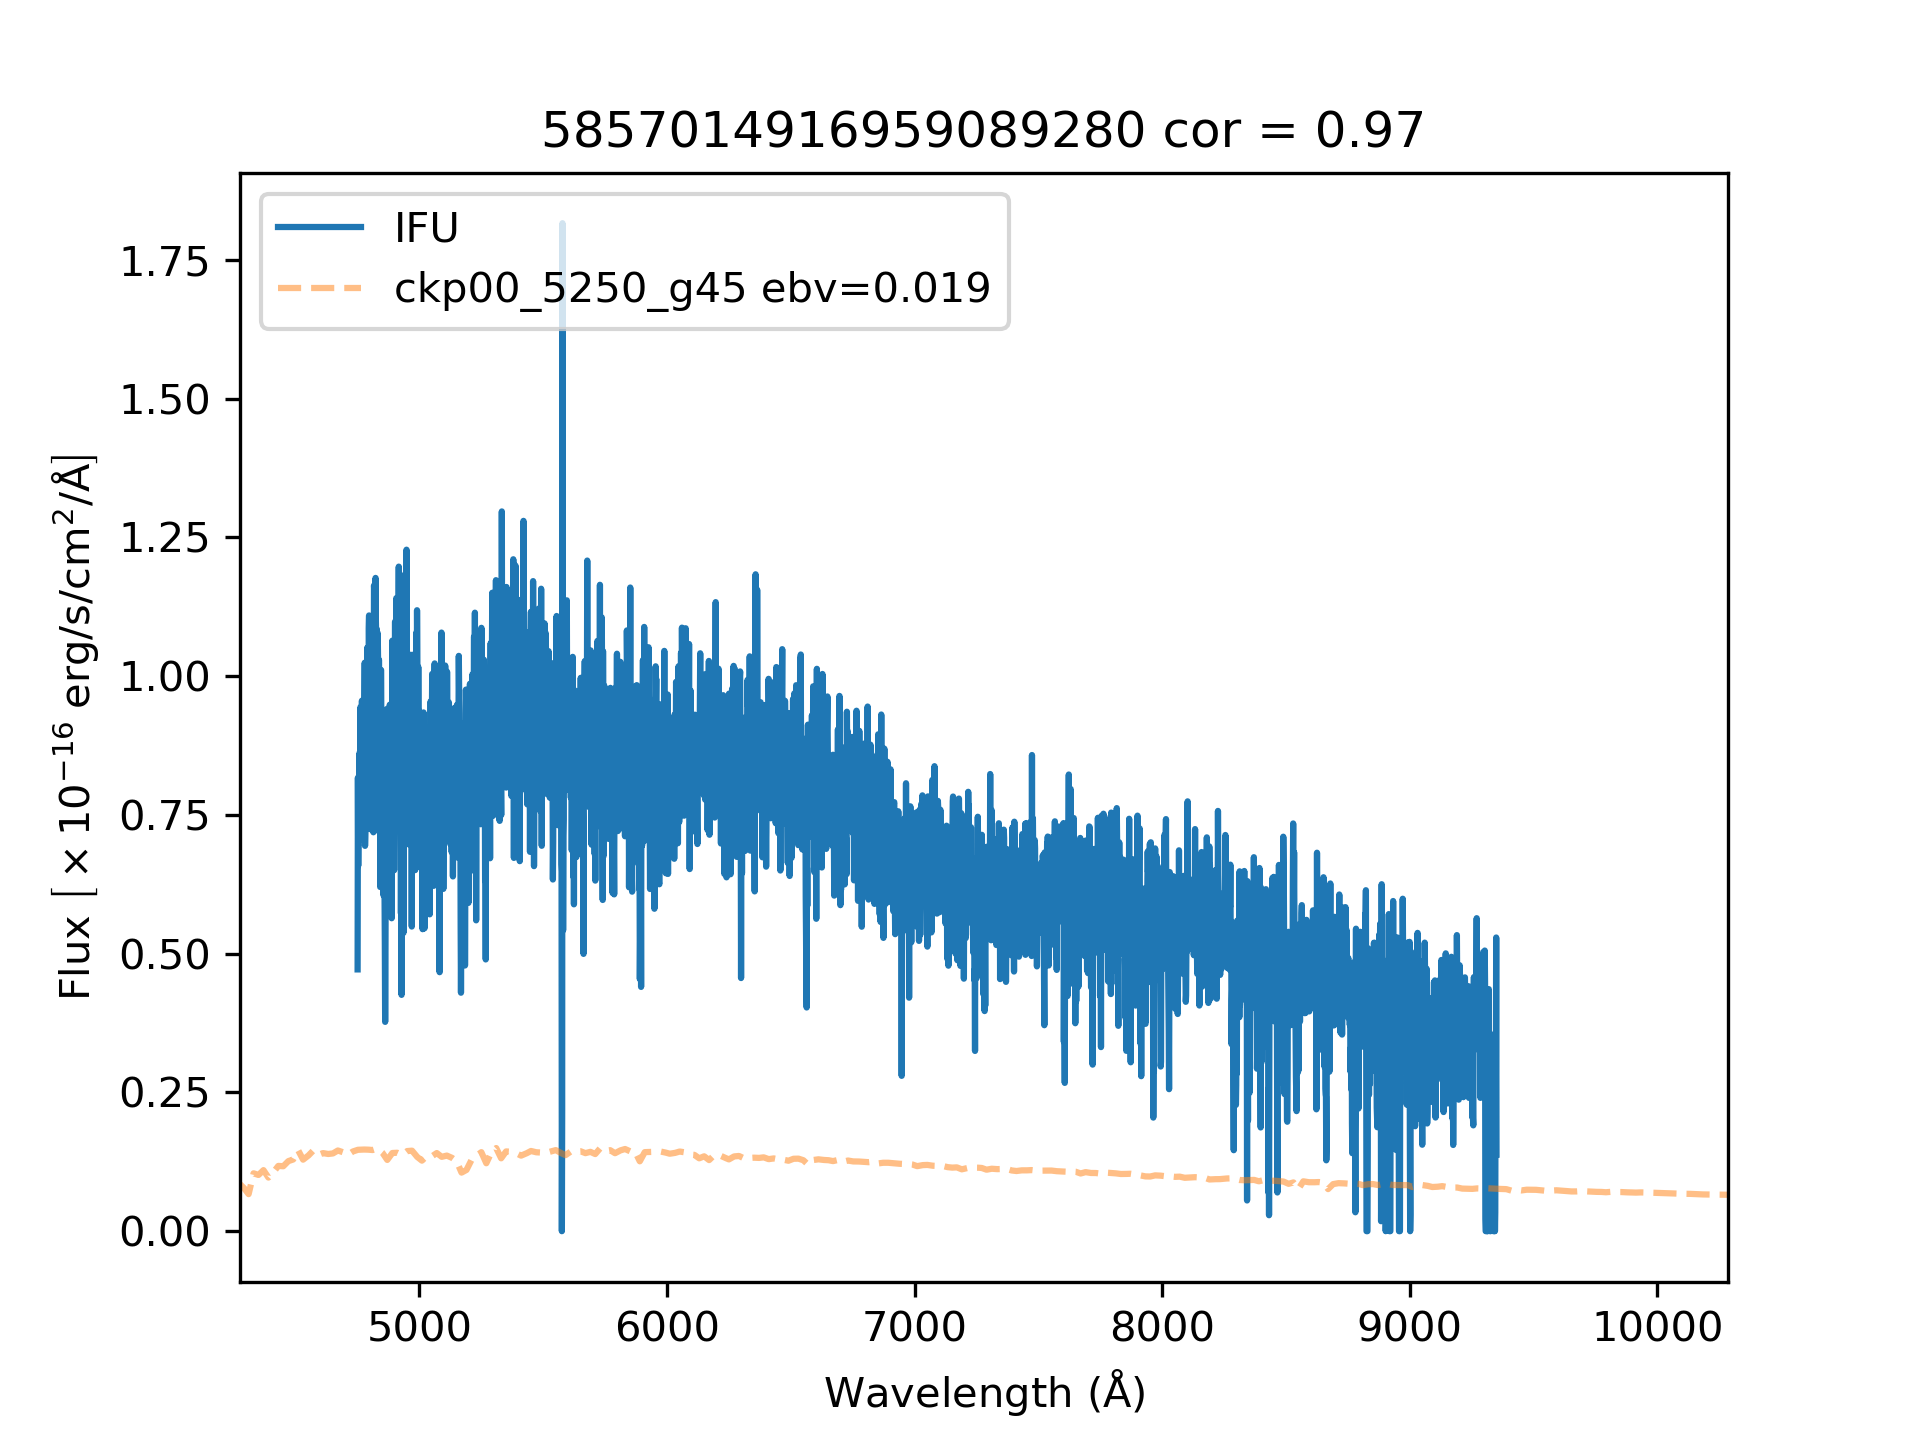 5857014916959089280 cor = 0.97
IFU
ckp00_5250_g45 ebv=0.019
1.75
1.50
1.25
1.00
0.75
0.50
0.25
0.00
Flux [×10⁻¹⁶ erg/s/cm²/Å]
5000 6000 7000 8000 9000 10000
Wavelength (Å)